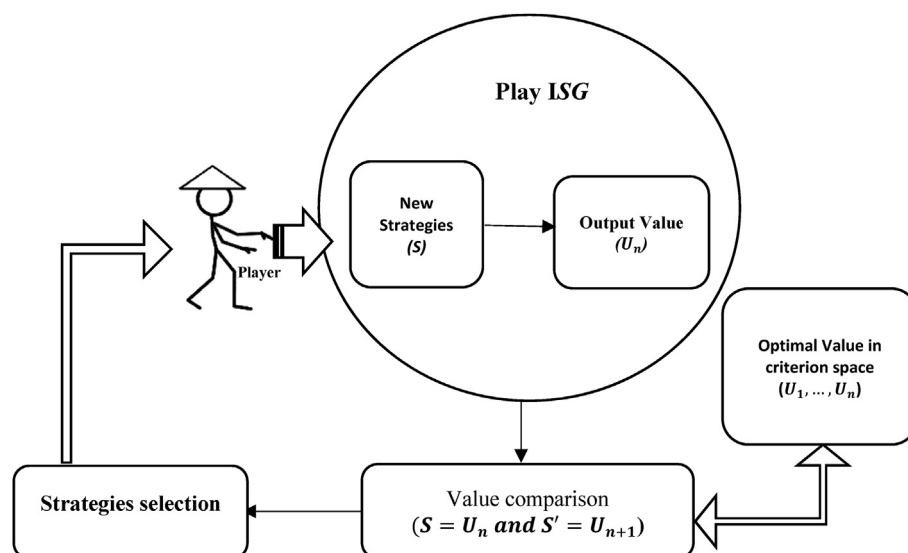 Play ISG
New
Strategies
(S)
Output Value
(Uₙ)
Player
Optimal Value in
criterion space
(U₁, … , Uₙ)
Strategies selection
Value comparison
(S = Uₙ and S′ = Uₙ₊₁)